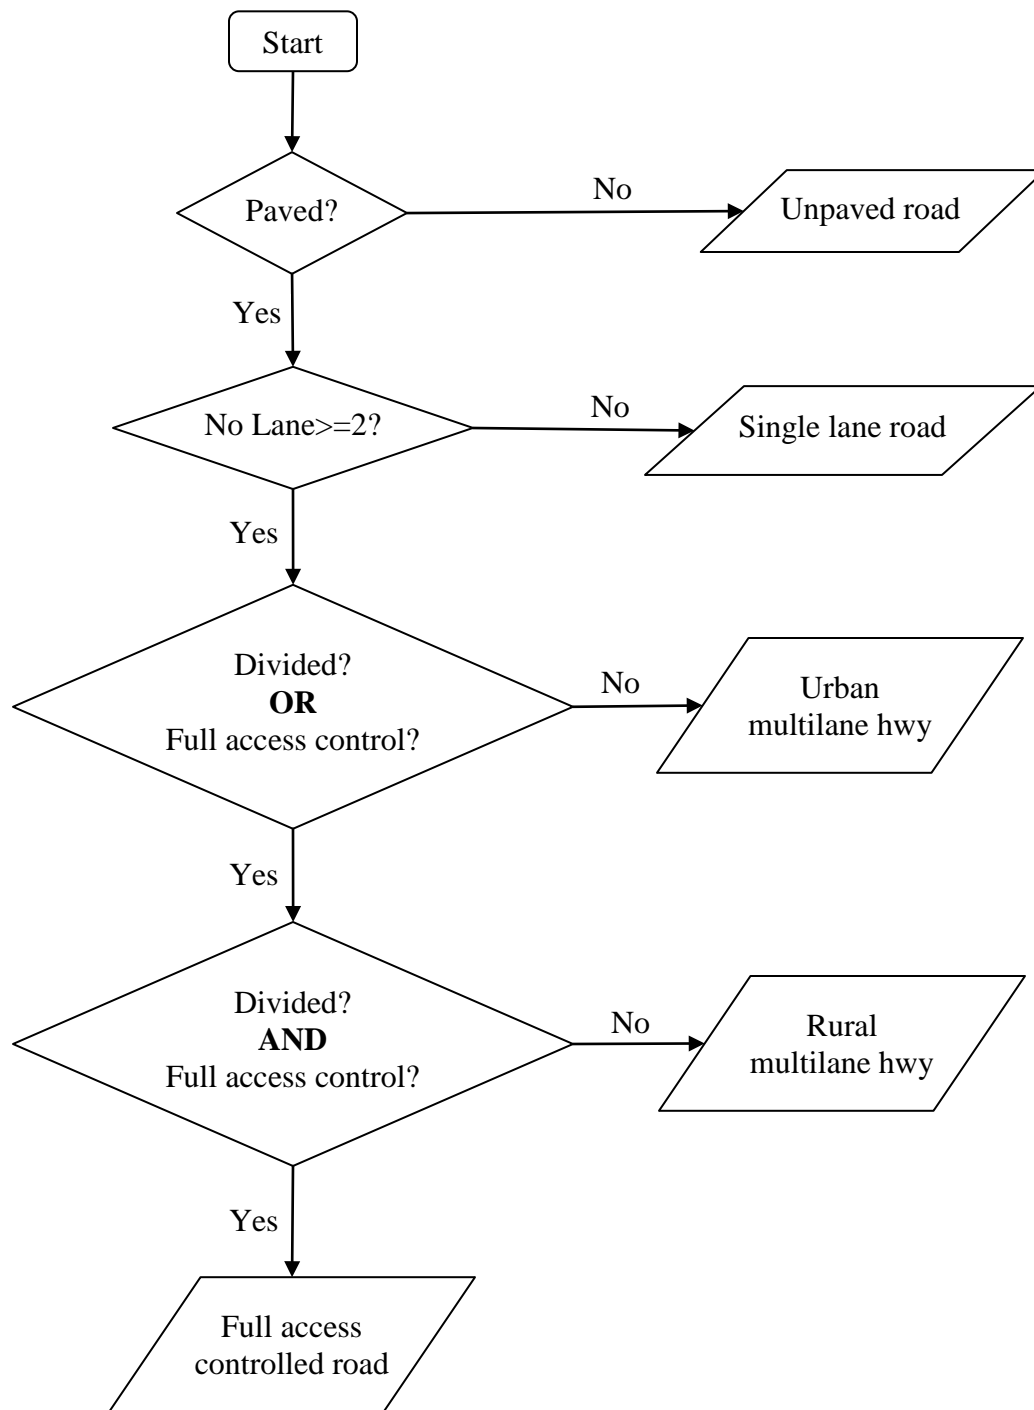 Start
Paved?
No
Unpaved road
Yes
No Lane>=2?
No
Single lane road
Yes
Divided?
OR
Full access control?
No
Urban
multilane hwy
Yes
Divided?
AND
Full access control?
No
Rural
multilane hwy
Yes
Full access
controlled road